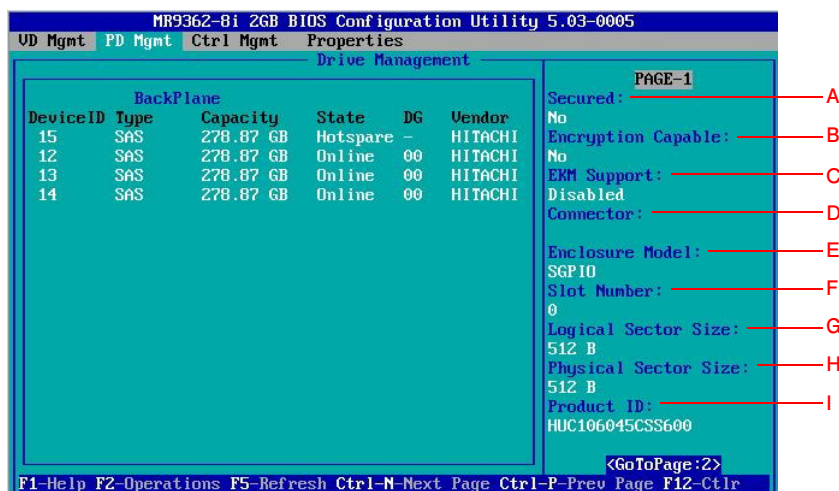 MR9362-8i 2GB BIOS Configuration Utility 5.03-0005
VD Mgmt PD Mgmt Ctrl Mgmt Properties
Drive Management
BackPlane
DeviceID Type Capacity State DG Vendor
15 SAS 278.87 GB Hotspare - HITACHI
12 SAS 278.87 GB Online 00 HITACHI
13 SAS 278.87 GB Online 00 HITACHI
14 SAS 278.87 GB Online 00 HITACHI
PAGE-1
Secured: A
No
Encryption Capable: B
No
EKM Support: C
Disabled
Connector: D
Enclosure Model: E
SGPIO
Slot Number: F
0
Logical Sector Size: G
512 B
Physical Sector Size: H
512 B
Product ID: I
HUC106045CSS600
<GoToPage:2>
F1-Help F2-Operations F5-Refresh Ctrl-N-Next Page Ctrl-P-Prev Page F12-Ctlr